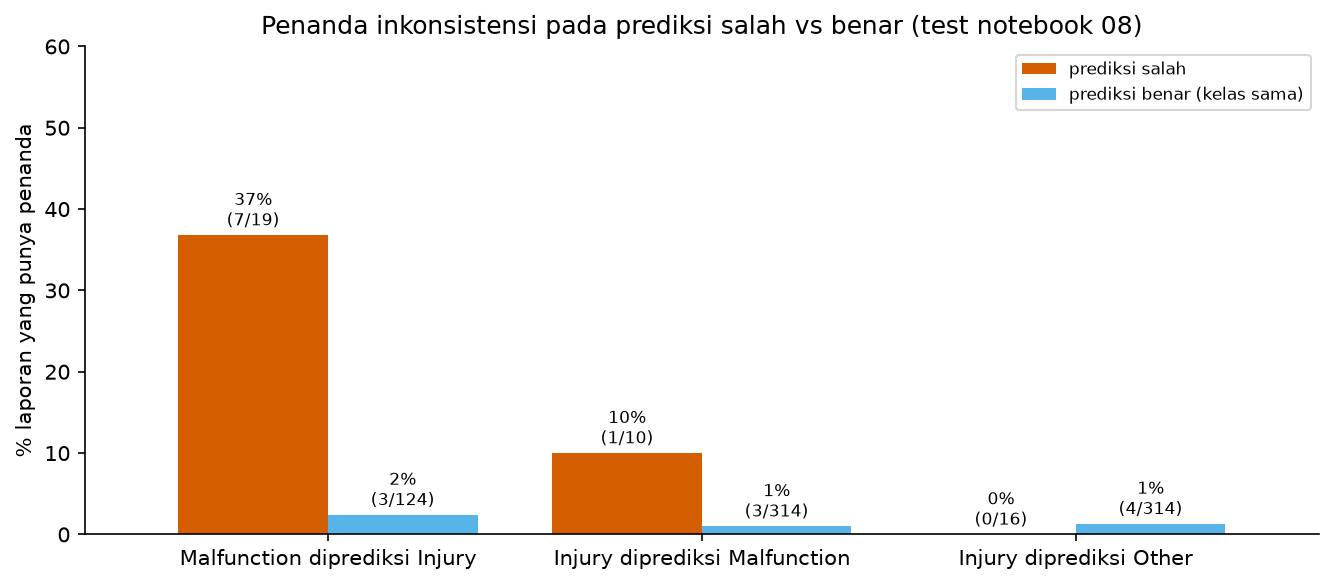 Penanda inkonsistensi pada prediksi salah vs benar (test notebook 08)
prediksi salah
prediksi benar (kelas sama)
% laporan yang punya penanda
60
50
40
30
20
10
0
37%
(7/19)
2%
(3/124)
10%
(1/10)
1%
(3/314)
0%
(0/16)
1%
(4/314)
Malfunction diprediksi Injury
Injury diprediksi Malfunction
Injury diprediksi Other